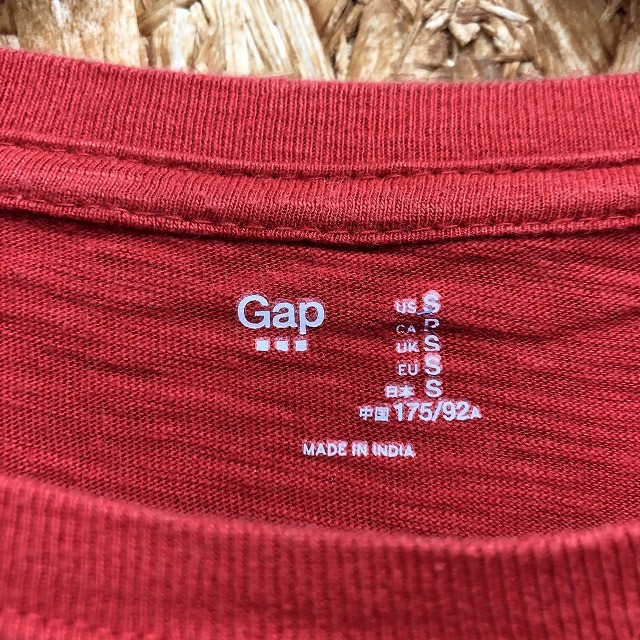 Gap
US S
CA P
UK S
EU S
日本 S
中国 175/92A
MADE IN INDIA